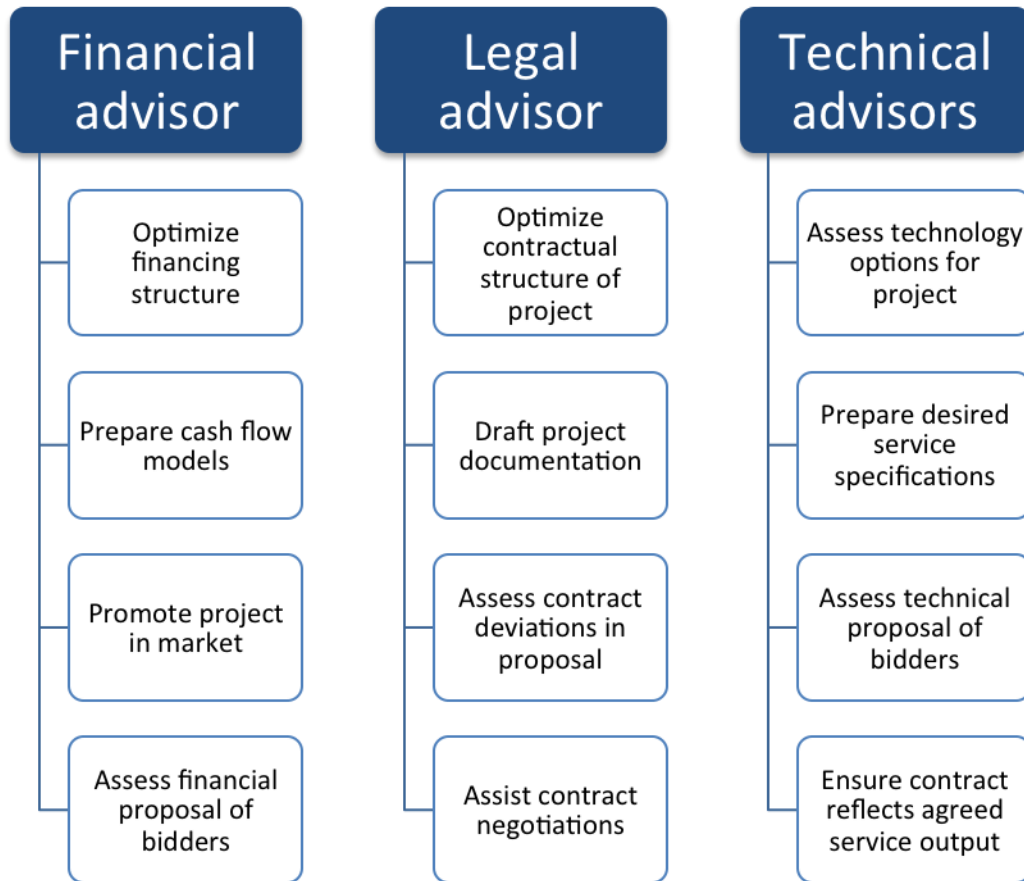 Financial
advisor
Optimize
financing
structure
Prepare cash flow
models
Promote project
in market
Assess financial
proposal of
bidders
Legal
advisor
Optimize
contractual
structure of
project
Draft project
documentation
Assess contract
deviations in
proposal
Assist contract
negotiations
Technical
advisors
Assess technology
options for
project
Prepare desired
service
specifications
Assess technical
proposal of
bidders
Ensure contract
reflects agreed
service output